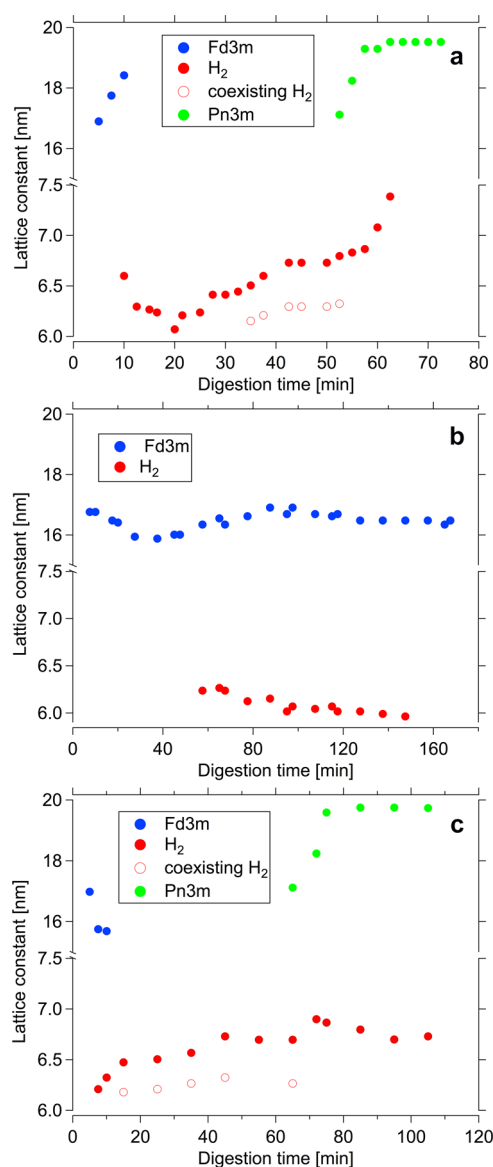 a
Fd3m
H2
coexisting H2
Pn3m
Lattice constant [nm]
20
18
16
7.5
7.0
6.5
6.0
0 10 20 30 40 50 60 70 80
Digestion time [min]
b
Fd3m
H2
Lattice constant [nm]
20
18
16
7.5
7.0
6.5
6.0
0 40 80 120 160
Digestion time [min]
c
Fd3m
H2
coexisting H2
Pn3m
Lattice constant [nm]
20
18
16
7.0
6.5
6.0
0 20 40 60 80 100 120
Digestion time [min]